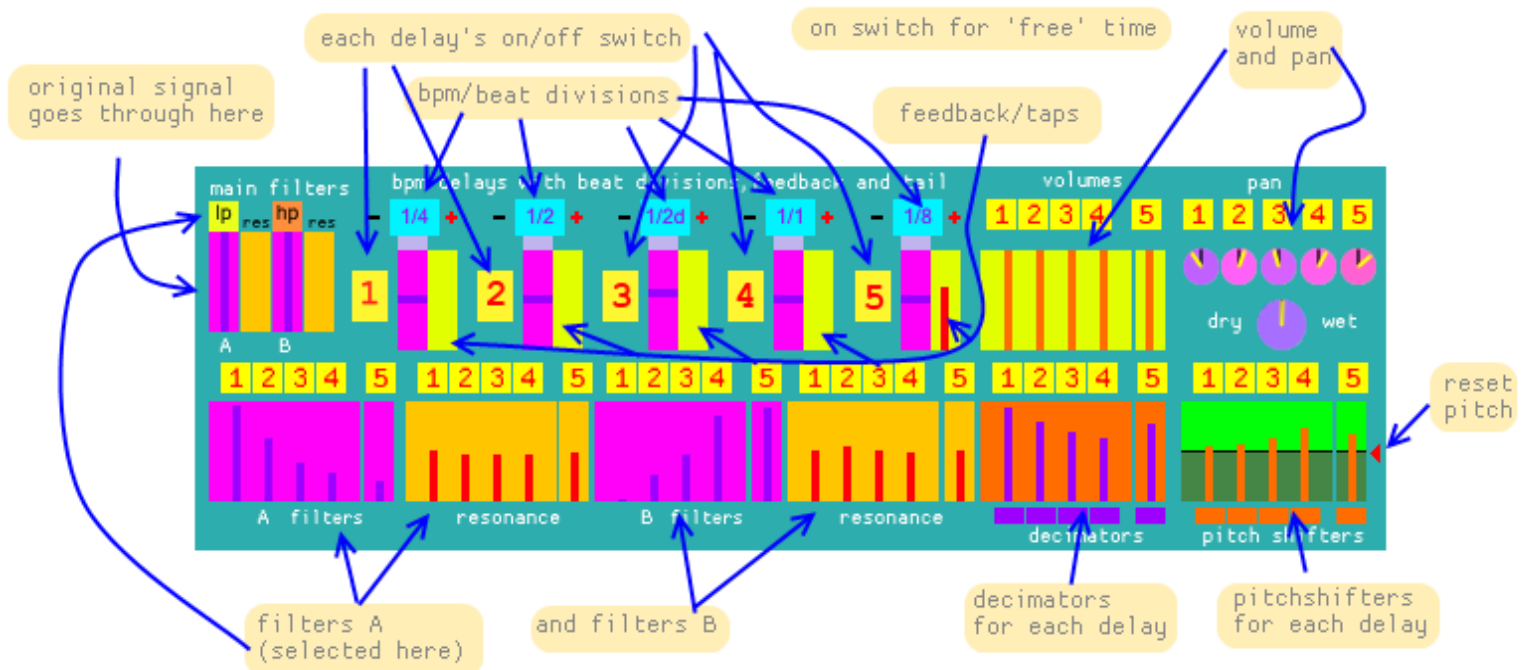 each delay's on/off switch
on switch for 'free' time
volume
and pan
original signal
goes through here
bpm/beat divisions
feedback/taps
main filters
bpm delays with beat divisions,feedback and tail
volumes
pan
lp res hp res
- 1/4 + - 1/2 + - 1/2d + - 1/1 + - 1/8 +
1 2 3 4 5
1 2 3 4 5
1 2 3 4 5
dry wet
A B
1 2 3 4 5
1 2 3 4 5
1 2 3 4 5
1 2 3 4 5
1 2 3 4 5
1 2 3 4 5
reset
pitch
A filters
resonance
B filters
resonance
decimators
pitch shifters
filters A
(selected here)
and filters B
decimators
for each delay
pitchshifters
for each delay